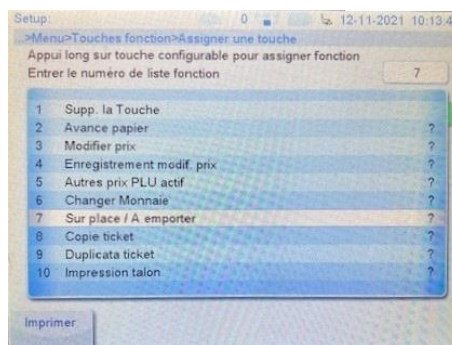 Setup: 0 12-11-2021 10:13:4
>Menu>Touches fonction>Assigner une touche
Appui long sur touche configurable pour assigner fonction
Entrer le numéro de liste fonction 7
1 Supp. la Touche
2 Avance papier ?
3 Modifier prix ?
4 Enregistrement modif. prix ?
5 Autres prix PLU actif ?
6 Changer Monnaie ?
7 Sur place / A emporter ?
8 Copie ticket ?
9 Duplicata ticket ?
10 Impression talon ?
Imprimer